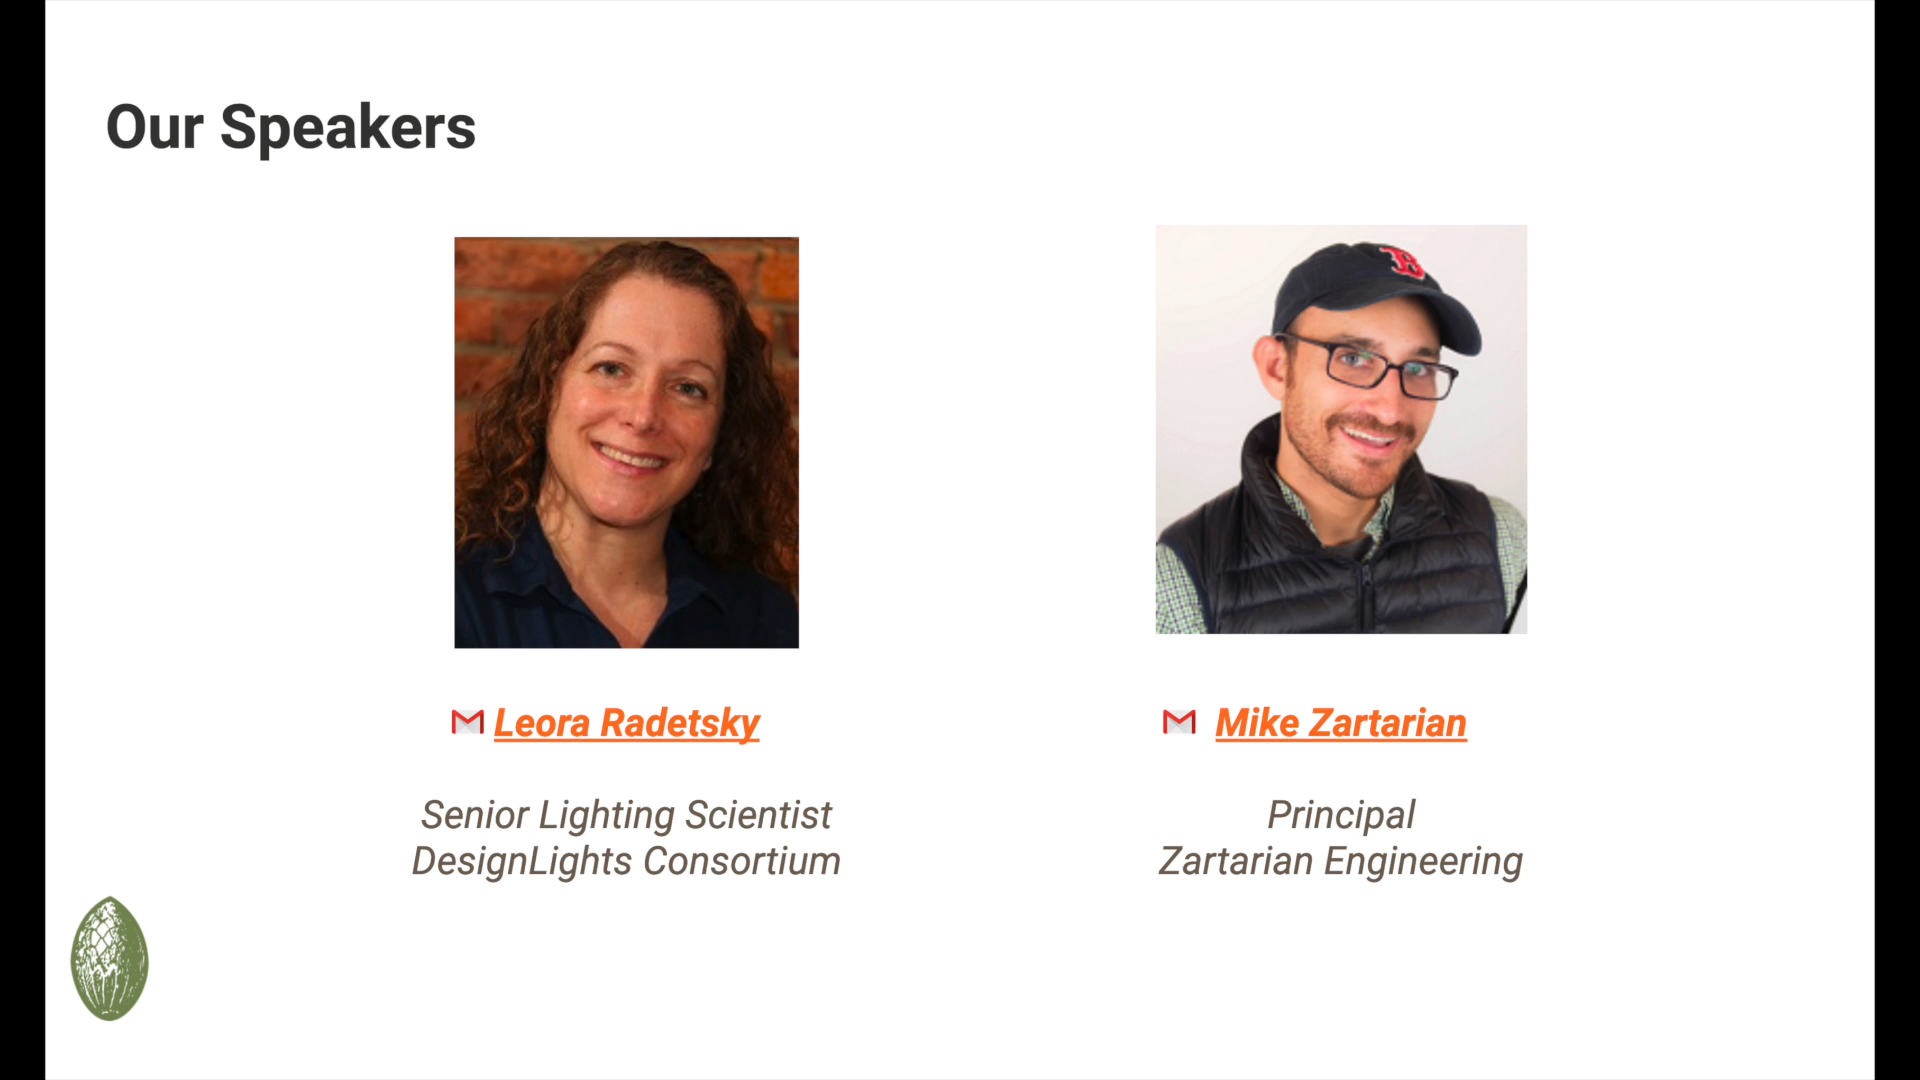 Our Speakers
B
Leora Radetsky
Mike Zartarian
Senior Lighting Scientist
DesignLights Consortium
Principal
Zartarian Engineering